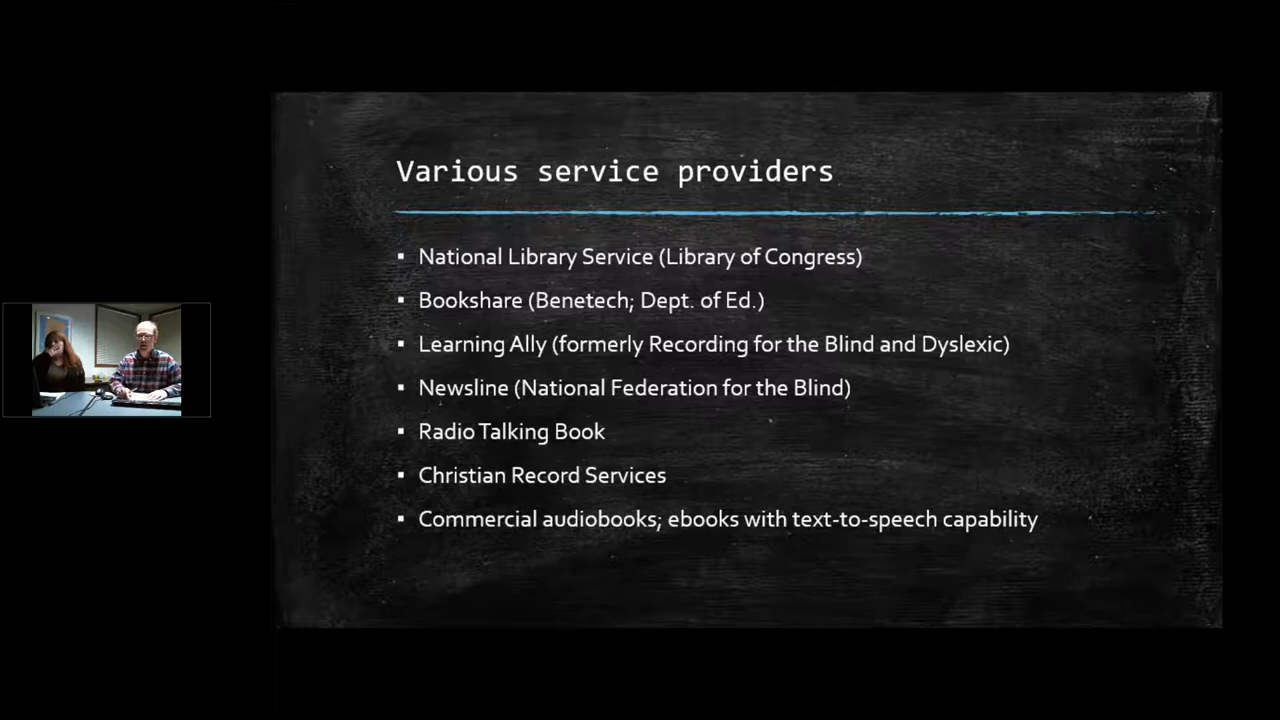 Various service providers
▪ National Library Service (Library of Congress)
▪ Bookshare (Benetech; Dept. of Ed.)
▪ Learning Ally (formerly Recording for the Blind and Dyslexic)
▪ Newsline (National Federation for the Blind)
▪ Radio Talking Book
▪ Christian Record Services
▪ Commercial audiobooks; ebooks with text-to-speech capability